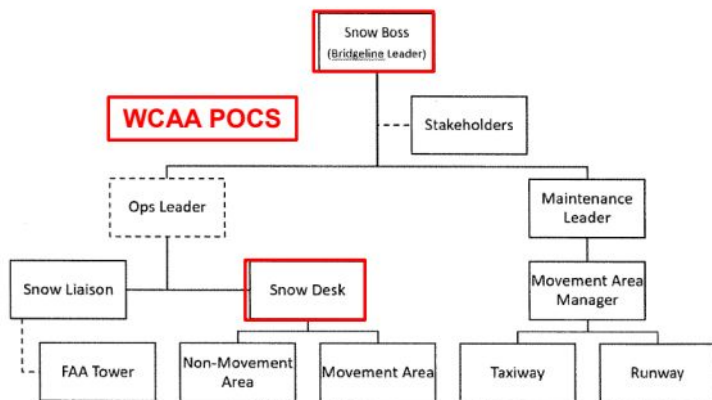 Snow Boss
(Bridgeline Leader)
WCAA POCS
Stakeholders
Ops Leader
Maintenance
Leader
Snow Liaison
Snow Desk
Movement Area
Manager
FAA Tower
Non-Movement
Area
Movement Area
Taxiway
Runway